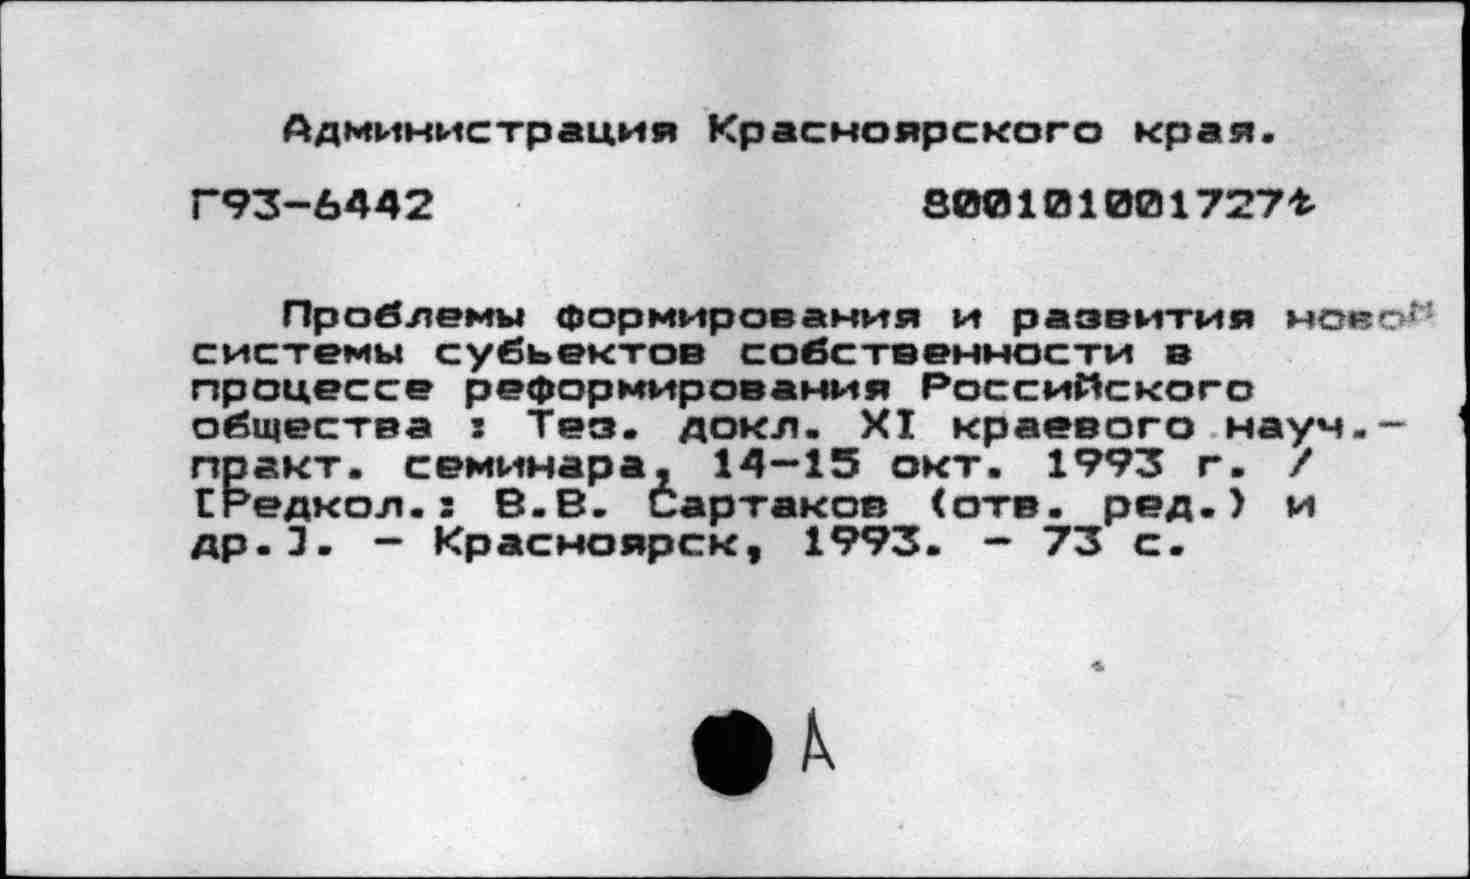 Администрация Красноярского края.
Г93-6442 800101001727t
Проблемы формирования и развития новой
системы субьектов собственности в
процессе реформирования Российского
общества : Тез. докл. XI краевого науч.-
практ. семинара, 14-15 окт. 1993 г. /
[Редкол.: В.В. Сартаков (отв. ред.) и
др.]. - Красноярск, 1993. - 73 с.
А